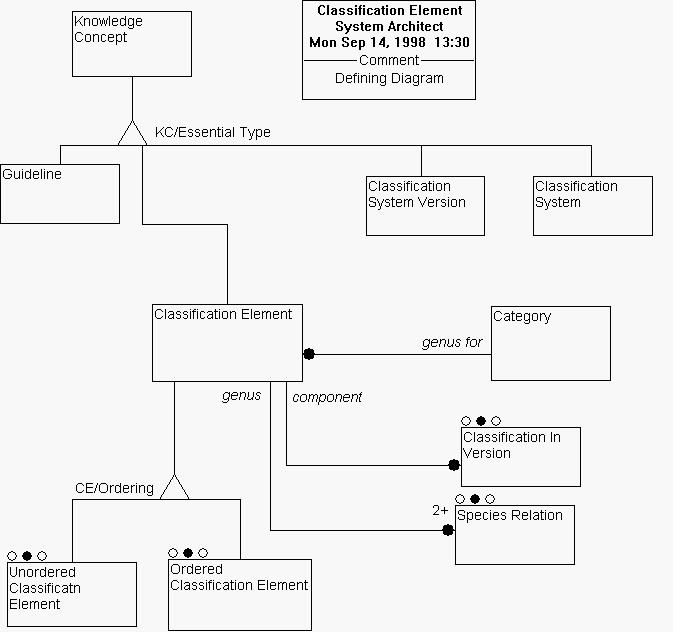 Knowledge
Concept
Classification Element
System Architect
Mon Sep 14, 1998 13:30
Comment
Defining Diagram
KC/Essential Type
Guideline
Classification
System Version
Classification
System
Classification Element
Category
genus for
genus
component
Classification In
Version
CE/Ordering
2+
Species Relation
Unordered
Classificatn
Element
Ordered
Classification Element